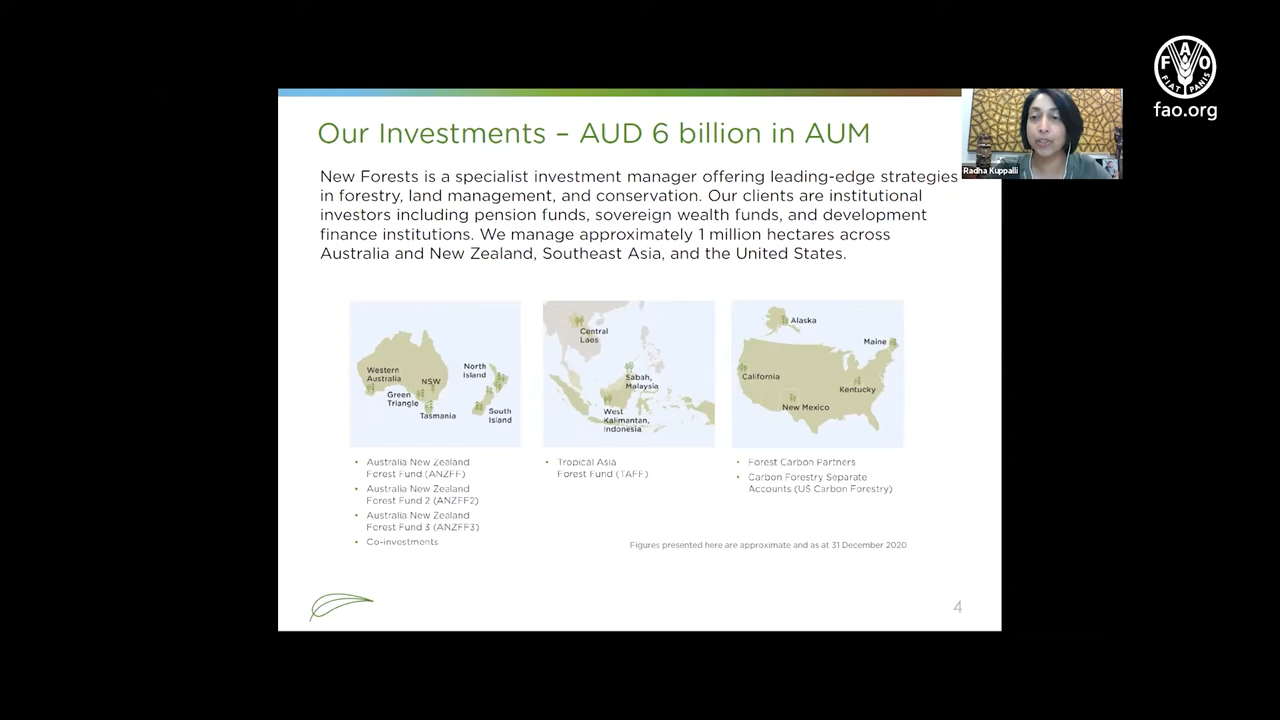 Our Investments – AUD 6 billion in AUM
New Forests is a specialist investment manager offering leading-edge strategies
in forestry, land management, and conservation. Our clients are institutional
investors including pension funds, sovereign wealth funds, and development
finance institutions. We manage approximately 1 million hectares across
Australia and New Zealand, Southeast Asia, and the United States.
Radha Kuppalli
F A O
FIAT PANIS
fao.org
Western
Australia
NSW
Green
Triangle
Tasmania
North
Island
South
Island
Central
Laos
Sabah,
Malaysia
West
Kalimantan,
Indonesia
Alaska
Maine
California
Kentucky
New Mexico
• Australia New Zealand
Forest Fund (ANZFF)
• Australia New Zealand
Forest Fund 2 (ANZFF2)
• Australia New Zealand
Forest Fund 3 (ANZFF3)
• Co-investments
• Tropical Asia
Forest Fund (TAFF)
• Forest Carbon Partners
• Carbon Forestry Separate
Accounts (US Carbon Forestry)
Figures presented here are approximate and as at 31 December 2020
4